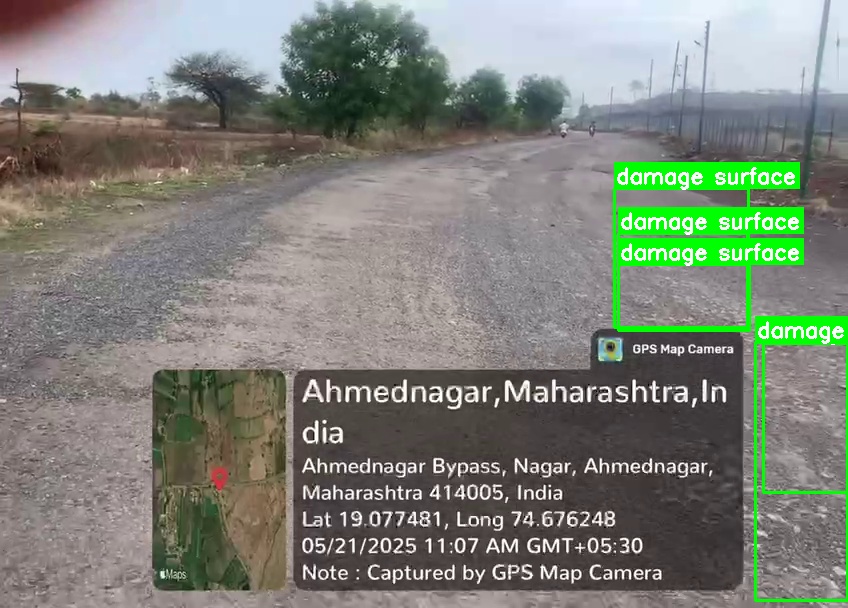 damage surface
damage surface
damage surface
damage
GPS Map Camera
Ahmednagar,Maharashtra,In
dia
Ahmednagar Bypass, Nagar, Ahmednagar,
Maharashtra 414005, India
Lat 19.077481, Long 74.676248
05/21/2025 11:07 AM GMT+05:30
Note : Captured by GPS Map Camera
Maps